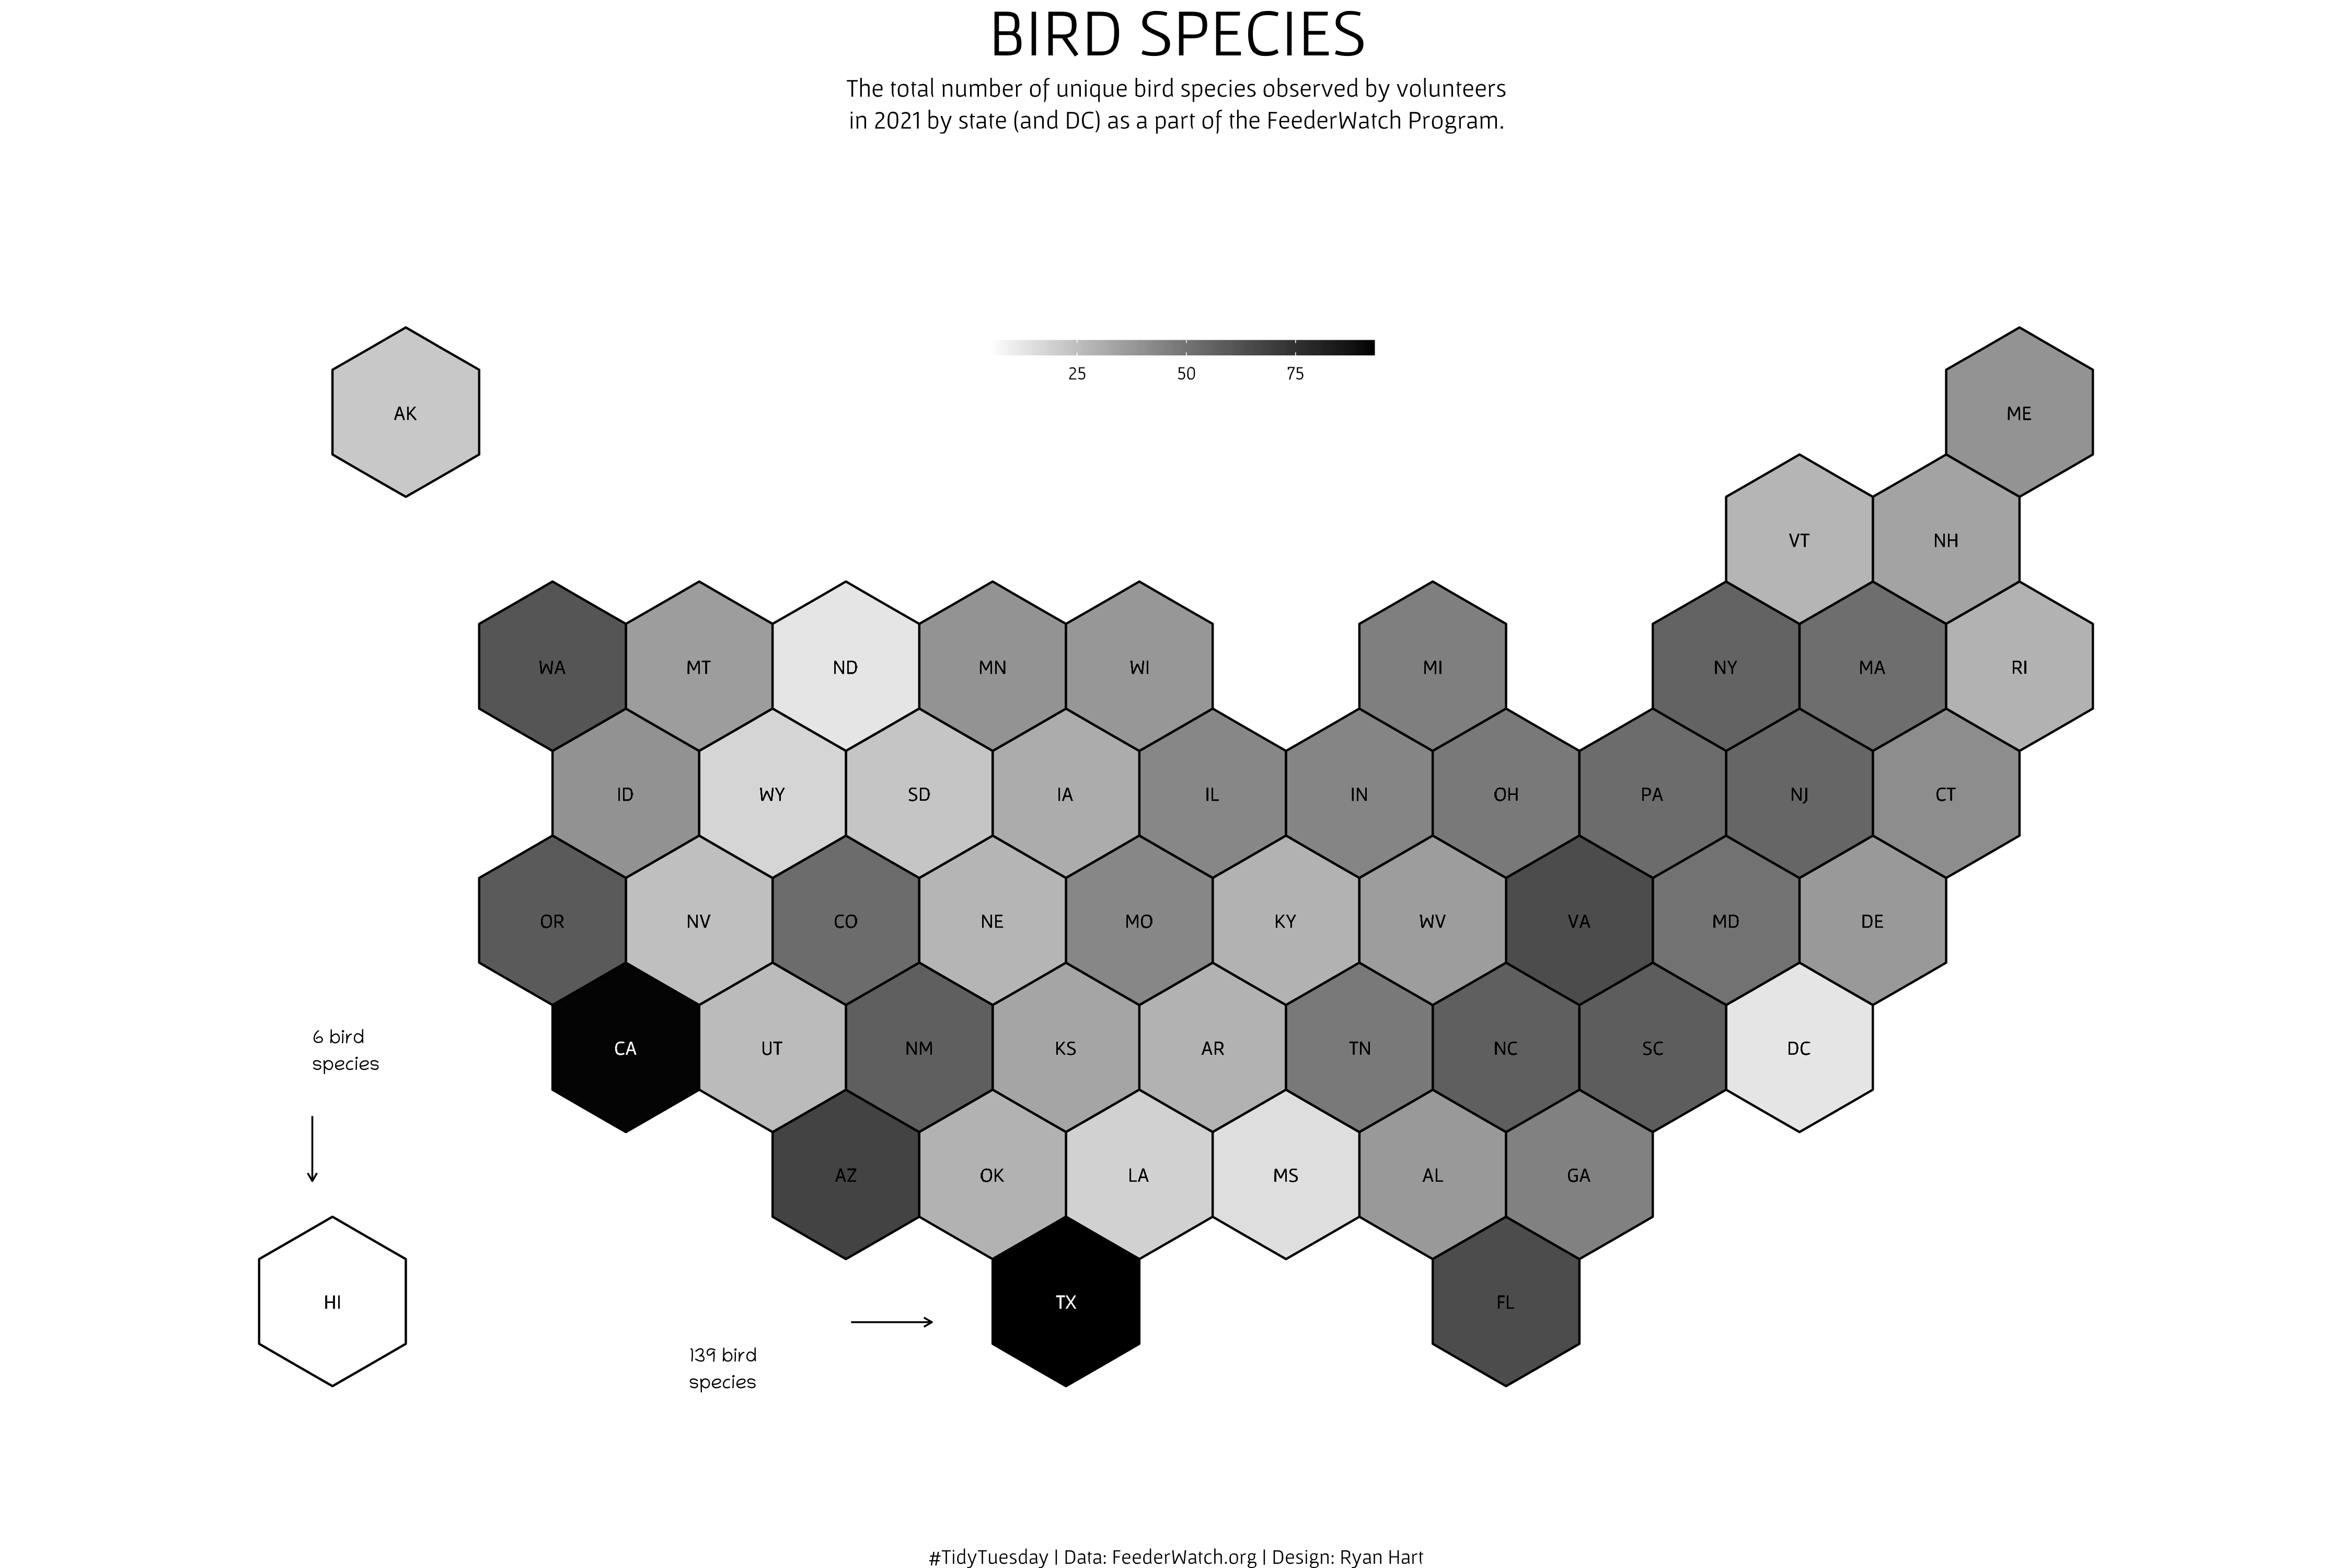 BIRD SPECIES
The total number of unique bird species observed by volunteers
in 2021 by state (and DC) as a part of the FeederWatch Program.
25 50 75
AK
ME
VT NH
WA MT ND MN WI MI NY MA RI
ID WY SD IA IL IN OH PA NJ CT
OR NV CO NE MO KY WV VA MD DE
6 bird
species
CA UT NM KS AR TN NC SC DC
AZ OK LA MS AL GA
HI TX FL
139 bird
species
#TidyTuesday | Data: FeederWatch.org | Design: Ryan Hart